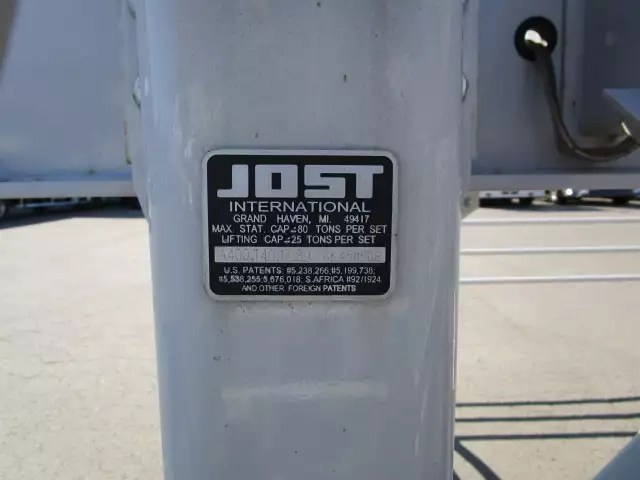 JOST
INTERNATIONAL
GRAND HAVEN, MI. 49417
MAX. STAT. CAP.=80 TONS PER SET
LIFTING CAP.=25 TONS PER SET
U.S. PATENTS: #5,238,266;#5,199,738;
#5,538,255;5,676,018; S.AFRICA #92/1924
AND OTHER FOREIGN PATENTS